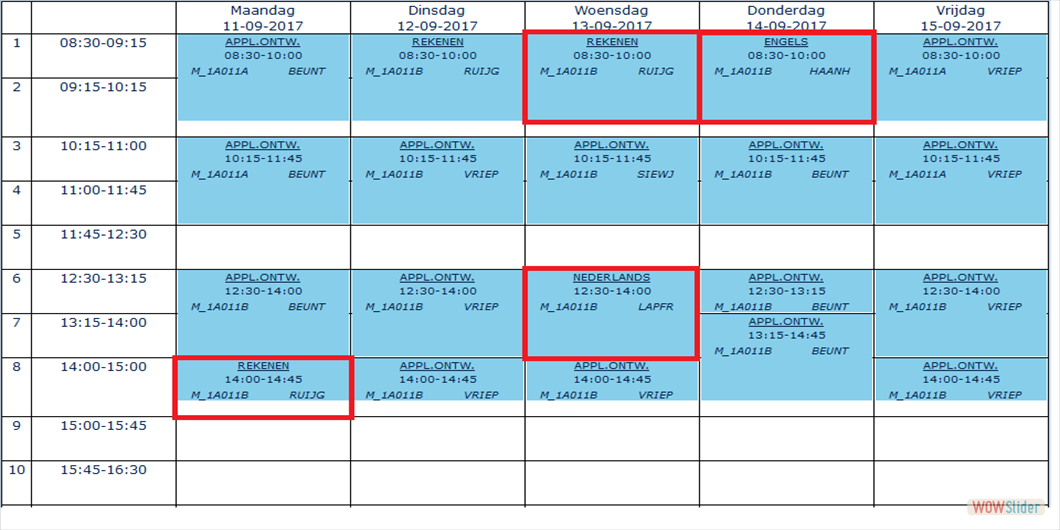 Maandag Dinsdag Woensdag Donderdag Vrijdag
11-09-2017 12-09-2017 13-09-2017 14-09-2017 15-09-2017
1 08:30-09:15 APPL.ONTW. REKENEN REKENEN ENGELS APPL.ONTW.
08:30-10:00 08:30-10:00 08:30-10:00 08:30-10:00 08:30-10:00
M_1A011A BEUNT M_1A011B RUIJG M_1A011B RUIJG M_1A011B HAANH M_1A011A VRIEP
2 09:15-10:15
3 10:15-11:00 APPL.ONTW. APPL.ONTW. APPL.ONTW. APPL.ONTW. APPL.ONTW.
10:15-11:45 10:15-11:45 10:15-11:45 10:15-11:45 10:15-11:45
M_1A011A BEUNT M_1A011B VRIEP M_1A011B SIEWJ M_1A011B BEUNT M_1A011A VRIEP
4 11:00-11:45
5 11:45-12:30
6 12:30-13:15 APPL.ONTW. APPL.ONTW. NEDERLANDS APPL.ONTW. APPL.ONTW.
12:30-14:00 12:30-14:00 12:30-14:00 12:30-13:15 12:30-14:00
M_1A011B BEUNT M_1A011B VRIEP M_1A011B LAPFR M_1A011B BEUNT M_1A011B VRIEP
7 13:15-14:00 APPL.ONTW.
13:15-14:45
M_1A011B BEUNT
8 14:00-15:00 REKENEN APPL.ONTW. APPL.ONTW. APPL.ONTW.
14:00-14:45 14:00-14:45 14:00-14:45 14:00-14:45
M_1A011B RUIJG M_1A011B VRIEP M_1A011B VRIEP M_1A011B VRIEP
9 15:00-15:45
10 15:45-16:30
WOWSlider